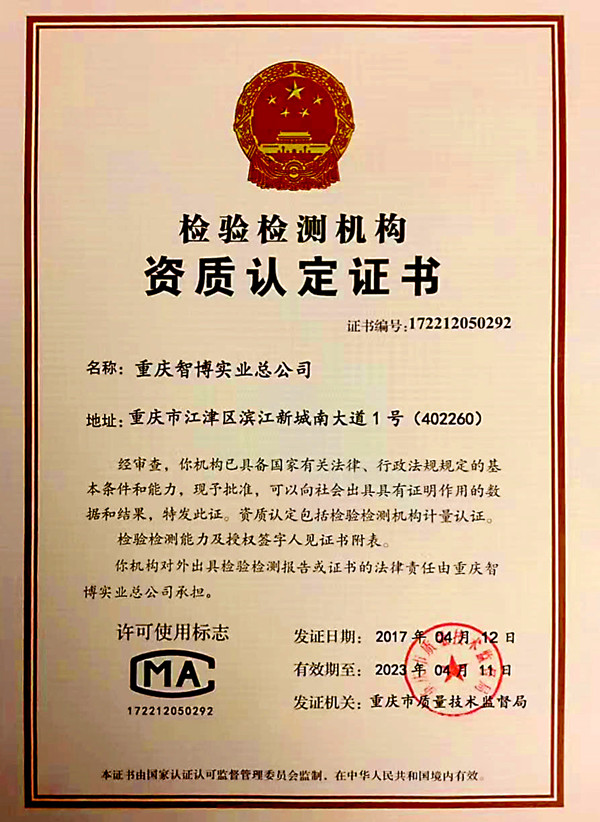 检验检测机构
资质认定证书
证书编号:172212050292
名称:重庆智博实业总公司
地址:重庆市江津区滨江新城南大道1号(402260)
经审查,你机构已具备国家有关法律、行政法规规定的基
本条件和能力,现予批准,可以向社会出具具有证明作用的数
据和结果,特发此证。资质认定包括检验检测机构计量认证。
检验检测能力及授权签字人见证书附表。
你机构对外出具检验检测报告或证书的法律责任由重庆智
博实业总公司承担。
许可使用标志
MA
172212050292
发证日期:2017年04月12日
有效期至:2023年04月11日
发证机关:重庆市质量技术监督局
重庆市质量技术监督局
本证书由国家认证认可监督管理委员会监制,在中华人民共和国境内有效。